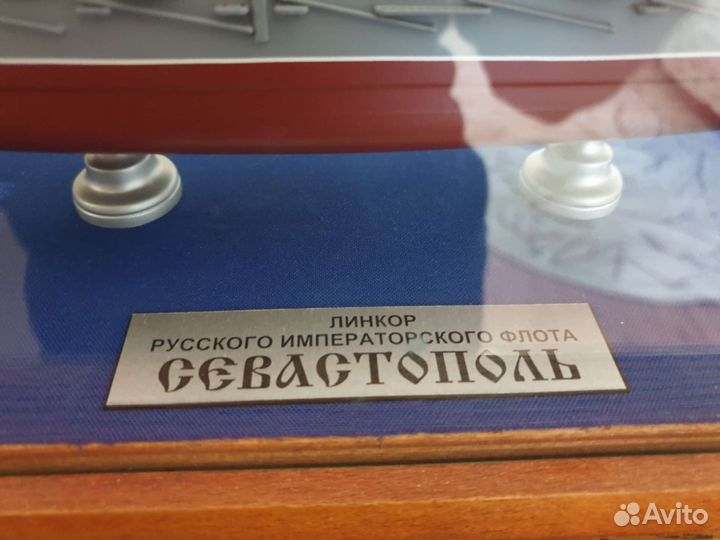 ЛИНКОР
РУССКОГО ИМПЕРАТОРСКОГО ФЛОТА
СЕВАСТОПОЛЬ
Avito